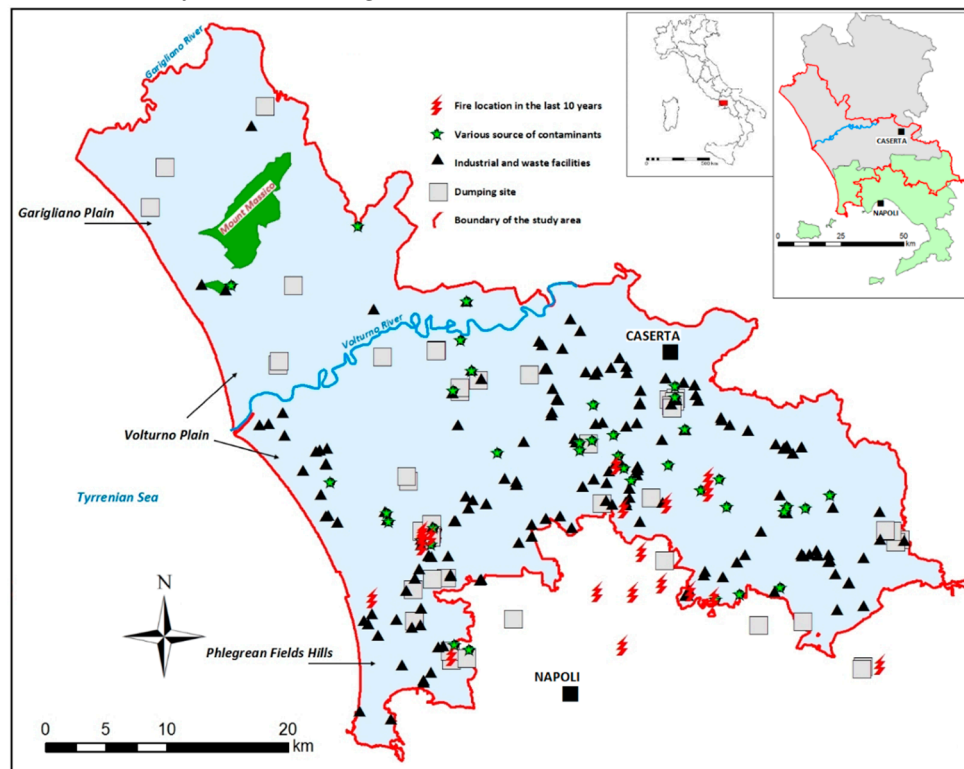 Garigliano River
Fire location in the last 10 years
Various source of contaminants
Industrial and waste facilities
Dumping site
Boundary of the study area
CASERTA
NAPOLI
0 25 50
km
Garigliano Plain
Mount Massico
Volturno River
CASERTA
Volturno Plain
Tyrrenian Sea
N
Phlegrean Fields Hills
NAPOLI
0 5 10 20
km